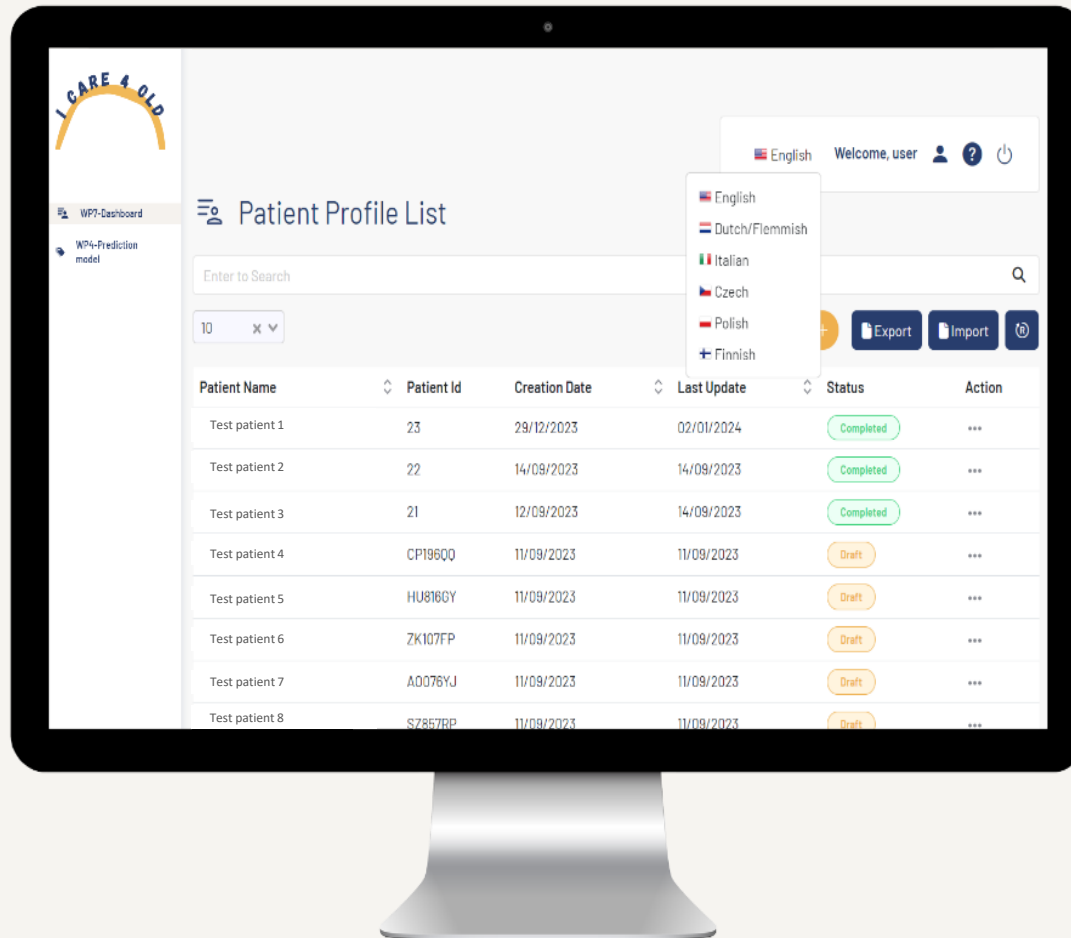 I CARE 4 OLD
English Welcome, user ?
WP7-Dashboard
WP4-Prediction
model
Patient Profile List
English
Dutch/Flemmish
Italian
Czech
Polish
Finnish
Enter to Search
10
+ Export Import R
Patient Name Patient Id Creation Date Last Update Status Action
Test patient 1 23 29/12/2023 02/01/2024 Completed ...
Test patient 2 22 14/09/2023 14/09/2023 Completed ...
Test patient 3 21 12/09/2023 14/09/2023 Completed ...
Test patient 4 CP196QQ 11/09/2023 11/09/2023 Draft ...
Test patient 5 HU816GY 11/09/2023 11/09/2023 Draft ...
Test patient 6 ZK107FP 11/09/2023 11/09/2023 Draft ...
Test patient 7 AO076YJ 11/09/2023 11/09/2023 Draft ...
Test patient 8 SZ857RP 11/09/2023 11/09/2023 Draft ...